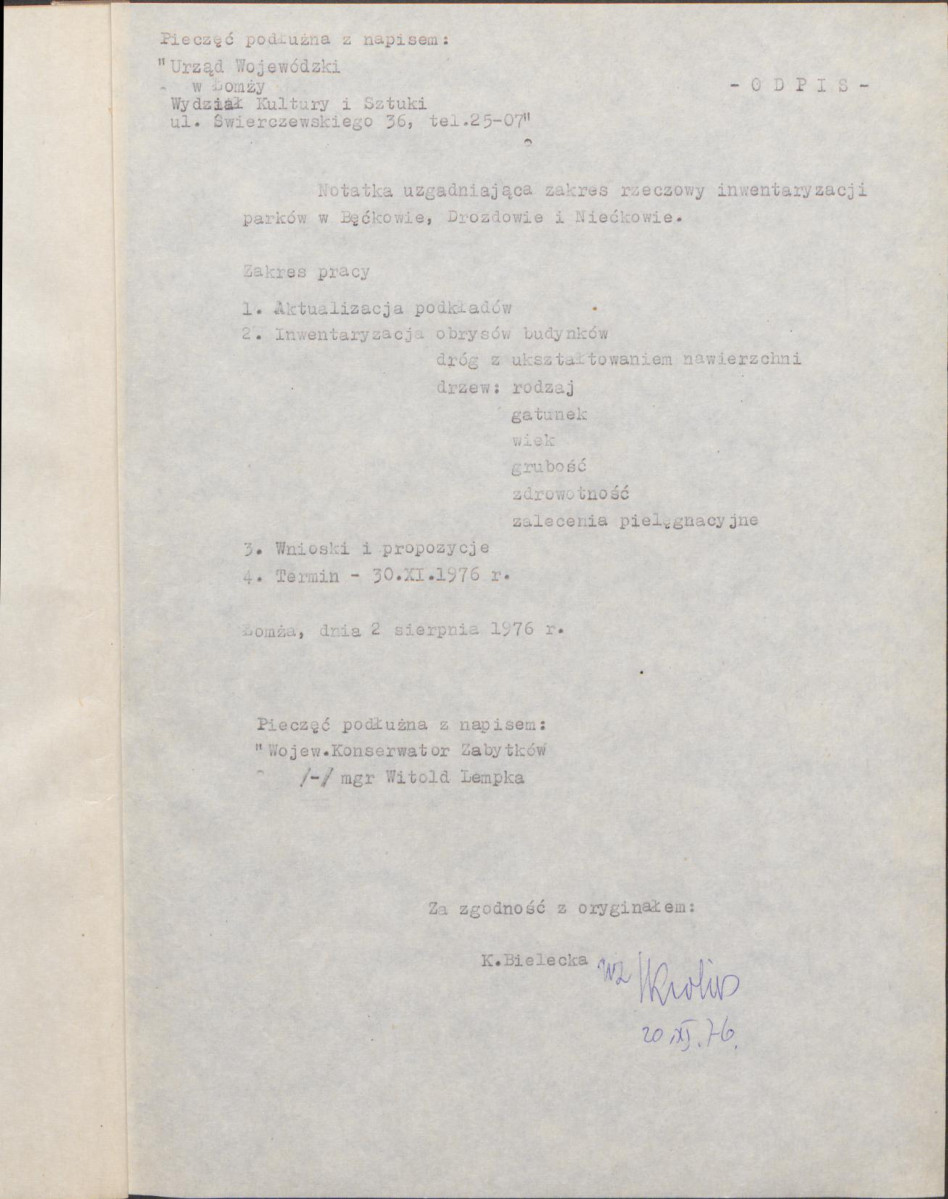 Pieczęć podłużna z napisem:
"Urząd Wojewódzki
w Łomży
- O D P I S -
Wydział Kultury i Sztuki
ul. Świerczewskiego 36, tel.25-07"
Notatka uzgadniająca zakres rzeczowy inwentaryzacji
parków w Bęćkowie, Drozdowie i Niećkowie.
Zakres pracy
1. Aktualizacja podkładów
2. Inwentaryzacja obrysów budynków
dróg z ukształtowaniem nawierzchni
drzew: rodzaj
gatunek
wiek
grubość
zdrowotność
zalecenia pielęgnacyjne
3. Wnioski i propozycje
4. Termin - 30.XI.1976 r.
Łomża, dnia 2 sierpnia 1976 r.
Pieczęć podłużna z napisem:
"Wojew.Konserwator Zabytków
/-/ mgr Witold Lempka
Za zgodność z oryginałem:
K.Bielecka
20.XI.76.